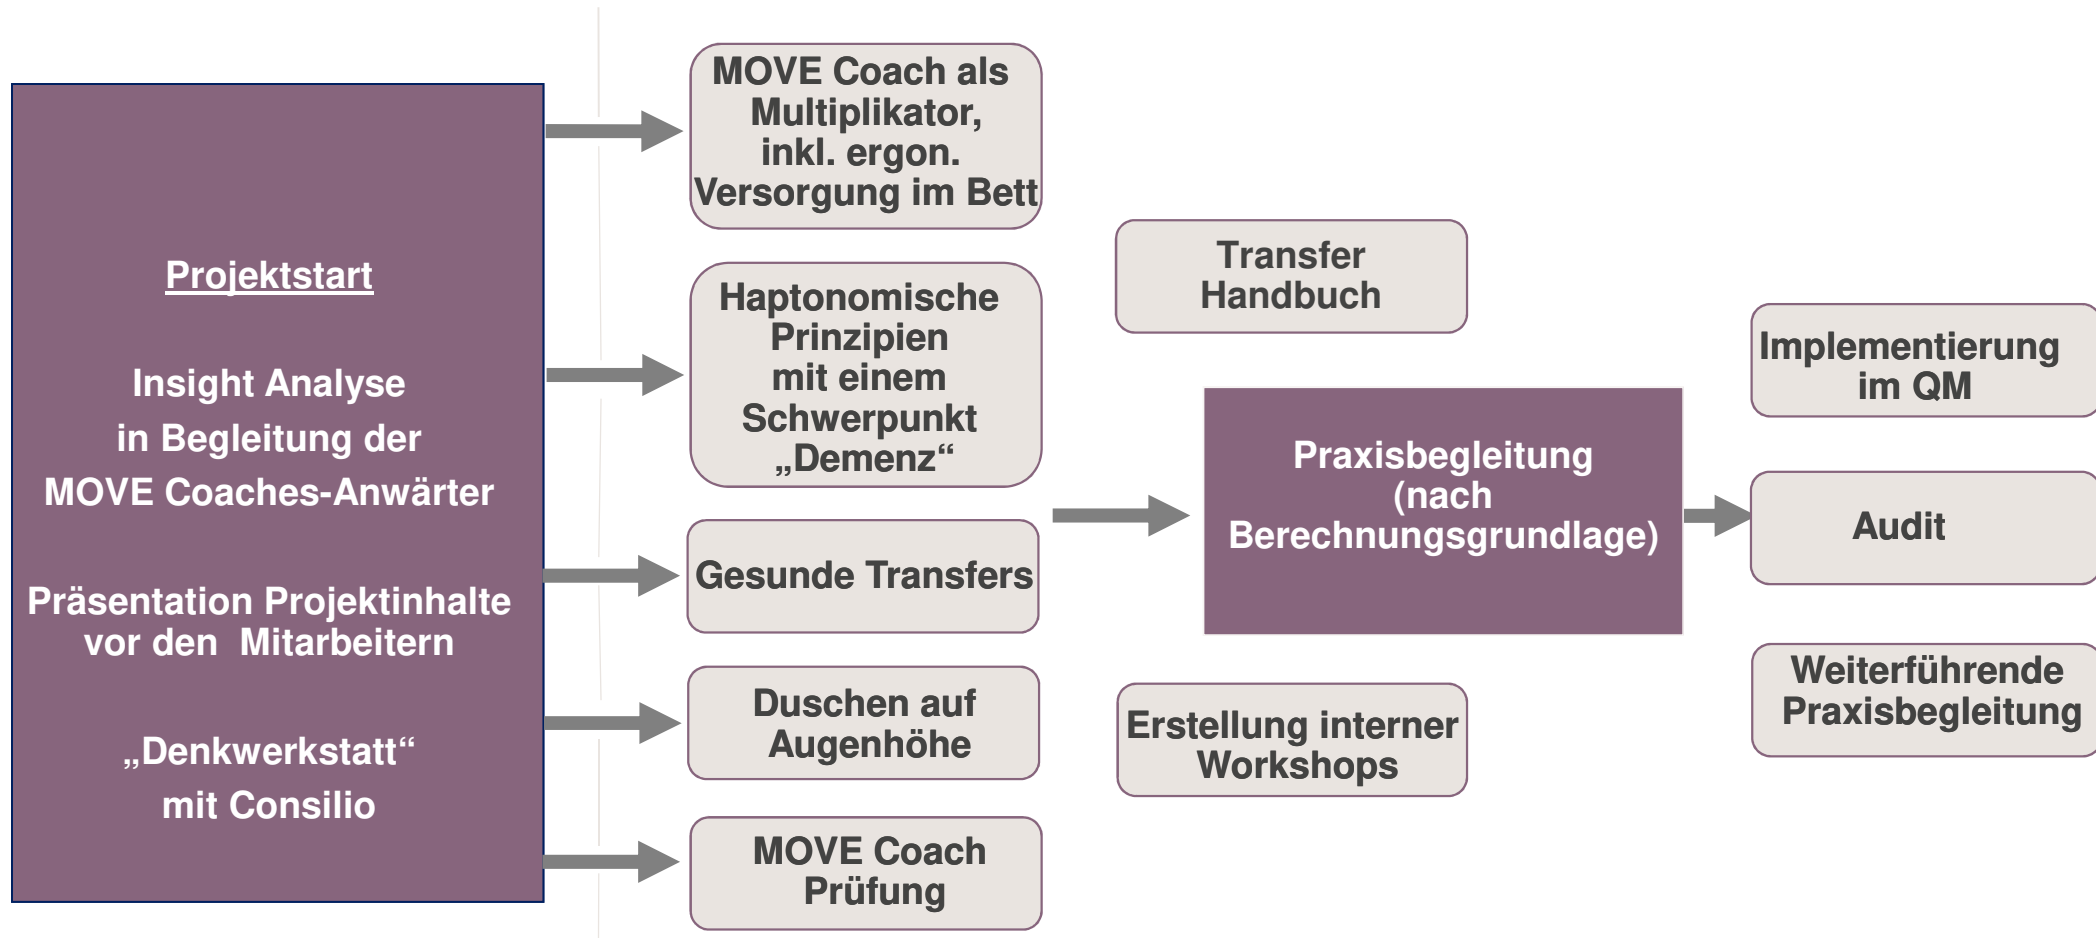 Projektstart
Insight Analyse
in Begleitung der
MOVE Coaches-Anwärter
Präsentation Projektinhalte
vor den  Mitarbeitern
„Denkwerkstatt“
mit Consilio
MOVE Coach als
Multiplikator,
inkl. ergon.
Versorgung im Bett
Haptonomische
Prinzipien
mit einem
Schwerpunkt
„Demenz“
Gesunde Transfers
Duschen auf
Augenhöhe
MOVE Coach
Prüfung
Transfer
Handbuch
Praxisbegleitung
(nach
Berechnungsgrundlage)
Erstellung interner
Workshops
Implementierung
im QM
Audit
Weiterführende
Praxisbegleitung